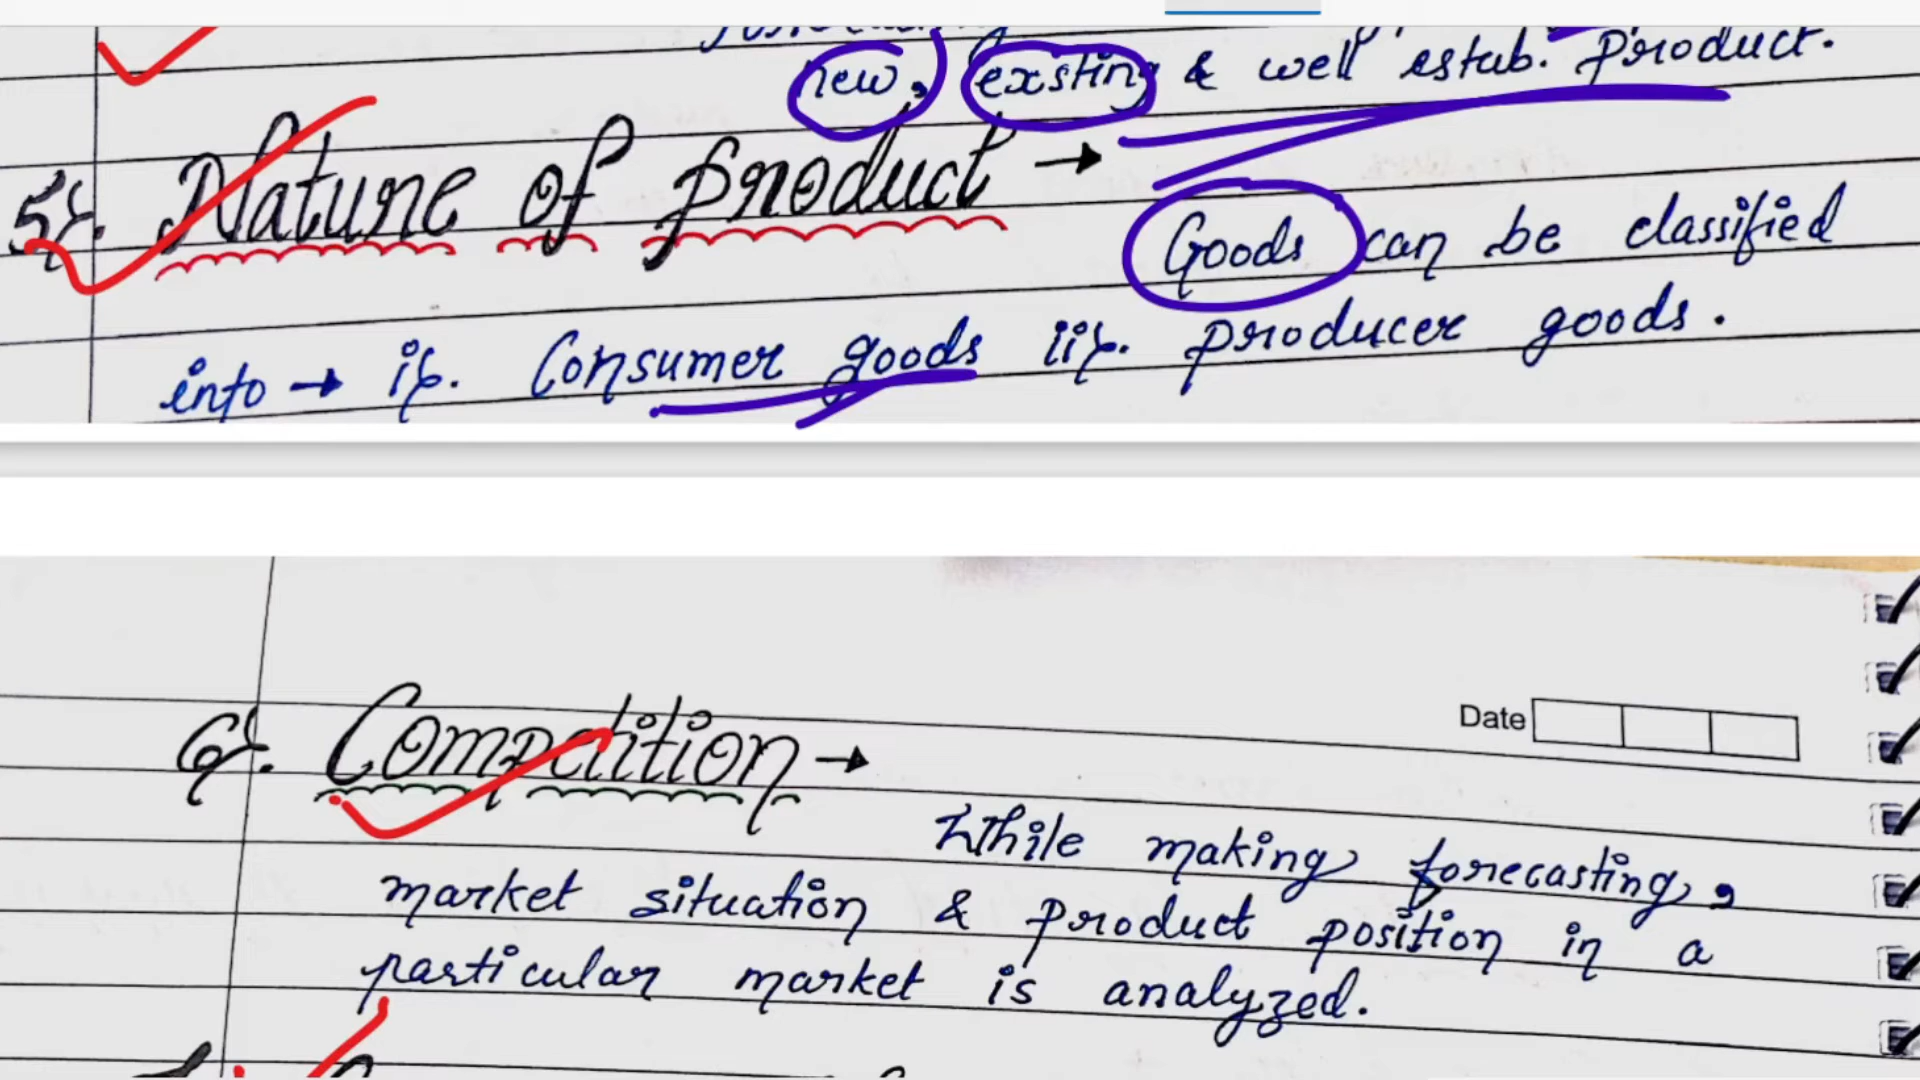 new, existing & well estab. product.
5). Nature of product →
Goods can be classified
into → i). Consumer goods ii). producer goods.
Date
6). Competition →
While making forecasting,
market situation & product position in a
particular market is analyzed.